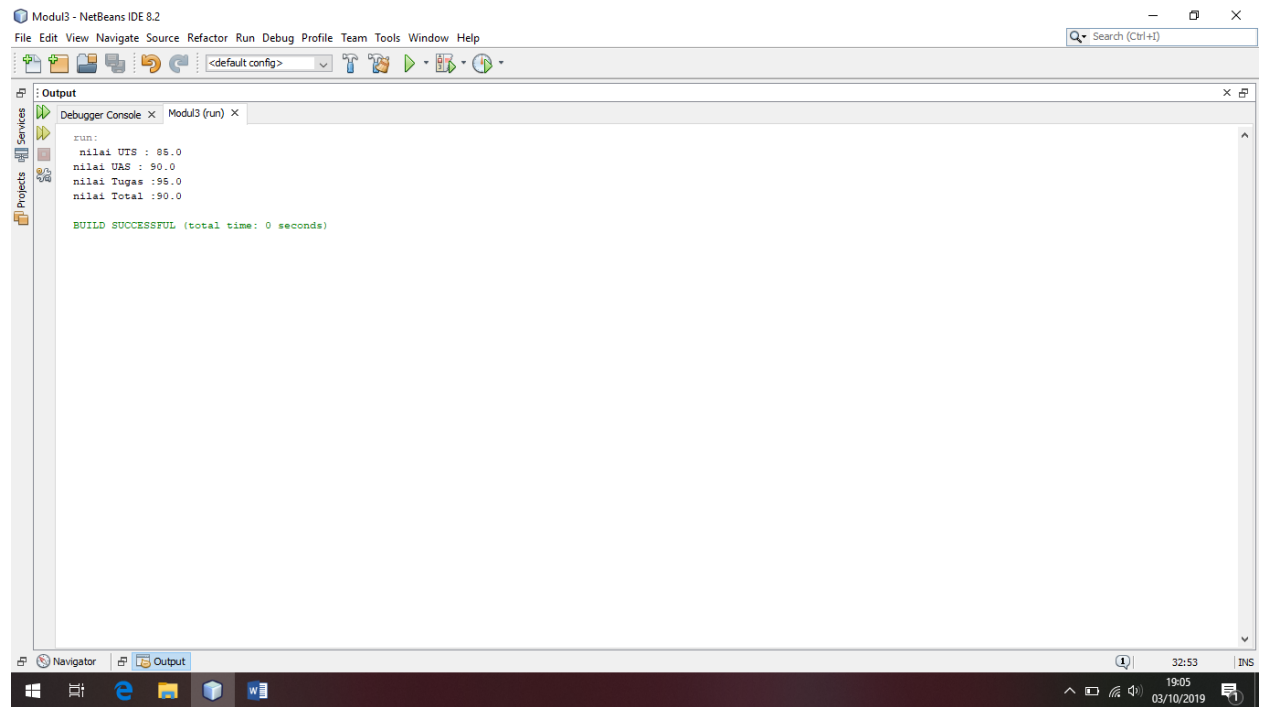 Modul3 - NetBeans IDE 8.2
File Edit View Navigate Source Refactor Run Debug Profile Team Tools Window Help
Search (Ctrl+I)
<default config>
Output
Debugger Console Modul3 (run)
Services
Projects
run:
nilai UTS : 85.0
nilai UAS : 90.0
nilai Tugas :95.0
nilai Total :90.0
BUILD SUCCESSFUL (total time: 0 seconds)
Navigator Output
1 32:53 INS
19:05
03/10/2019